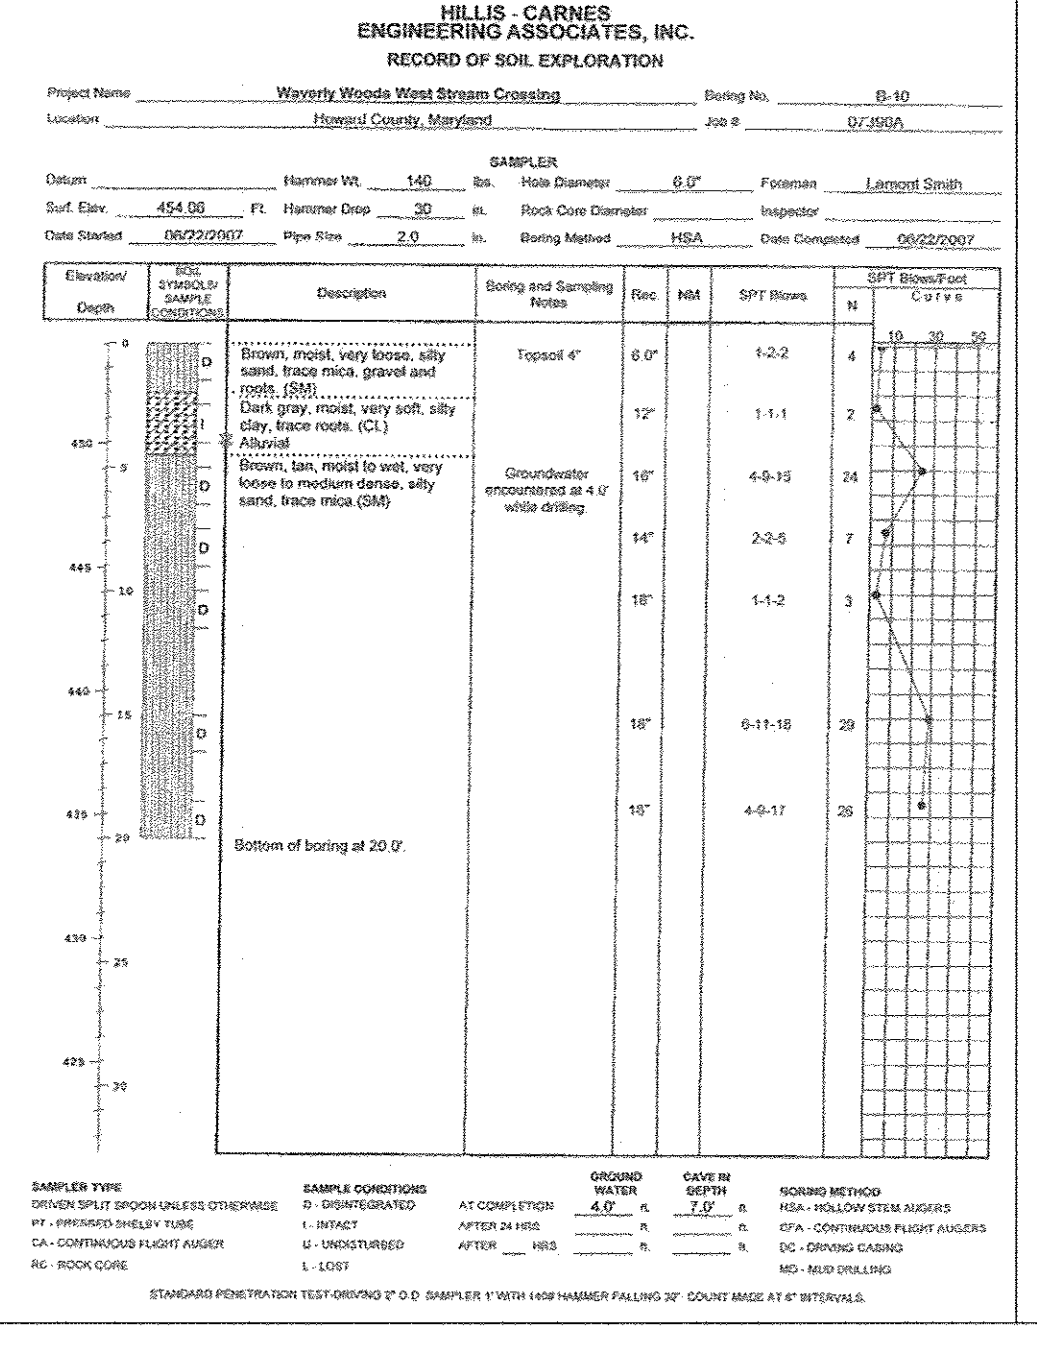 HILLIS - CARNES
ENGINEERING ASSOCIATES, INC.
RECORD OF SOIL EXPLORATION
Project Name Waverly Woods West Stream Crossing Boring No. B-10
Location Howard County, Maryland Job # 07390A
SAMPLER
Datum Hammer Wt. 140 lbs. Hole Diameter 6.0" Foreman Lamont Smith
Surf. Elev. 454.06 Ft. Hammer Drop 30 in. Rock Core Diameter Inspector
Date Started 06/22/2007 Pipe Size 2.0 in. Boring Method HSA Date Completed 06/22/2007
Elevation/ Depth
SOIL SYMBOLS/ SAMPLE CONDITIONS
Description
Boring and Sampling Notes
Rec. NM SPT Blows N
SPT Blows/Foot
Curve
10 30 50
0
Brown, moist, very loose, silty Topsoil 4" 6.0" 1-2-2 4
D
sand, trace mica, gravel and
roots. (SM)
Dark gray, moist, very soft, silty 12" 1-1-1 2
I
clay, trace roots. (CL)
450 Alluvial
5 Brown, tan, moist to wet, very Groundwater 16" 4-9-15 24
D
loose to medium dense, silty encountered at 4.0'
sand, trace mica.(SM) while drilling.
D 14" 2-2-5 7
445
10
D 18" 1-1-2 3
440
15
D 18" 6-11-18 29
435
D 18" 4-9-17 26
20
Bottom of boring at 20.0'.
430
25
425
30
SAMPLER TYPE
DRIVEN SPLIT SPOON UNLESS OTHERWISE
PT - PRESSED SHELBY TUBE
CA - CONTINUOUS FLIGHT AUGER
RC - ROCK CORE
SAMPLE CONDITIONS
D - DISINTEGRATED
I - INTACT
U - UNDISTURBED
L - LOST
GROUND WATER CAVE IN DEPTH
AT COMPLETION 4.0' ft. 7.0' ft.
AFTER 24 HRS ft. ft.
AFTER ___ HRS ft. ft.
BORING METHOD
HSA - HOLLOW STEM AUGERS
CFA - CONTINUOUS FLIGHT AUGERS
DC - DRIVING CASING
MD - MUD DRILLING
STANDARD PENETRATION TEST-DRIVING 2" O.D. SAMPLER 1' WITH 140# HAMMER FALLING 30". COUNT MADE AT 6" INTERVALS.